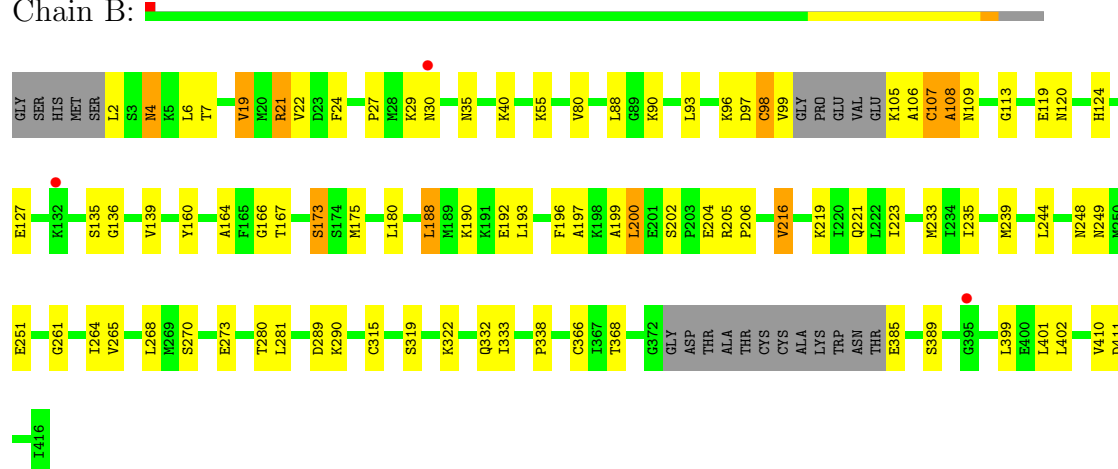 Chain B:
GLY SER HIS MET SER L2 S3 N4 K5 L6 T7 V19 M20 R21 V22 D23 F24 P27 M28 K29 N30 N35 K40 K55 V80 L88 G89 K90 L93 K96 D97 C98 V99 GLY PRO GLU VAL GLU K105 A106 C107 A108 N109 G113 E119 N120 H124
E127 K132 S135 G136 V139 Y160 A164 F165 G166 T167 S173 S174 M175 L180 L188 M189 K190 K191 E192 L193 F196 A197 K198 A199 L200 E201 S202 P203 E204 R205 P206 V216 K219 I220 Q221 L222 I223 M233 I234 I235 M239 L244 N248 N249 M250
E251 G261 I264 V265 L268 M269 S270 E273 T280 L281 D289 K290 C315 S319 K322 Q332 I333 P338 C366 I367 T368 G372 GLY ASP THR ALA THR CYS CYS ALA LYS TRP ASN THR E385 S389 G395 L399 E400 L401 L402 V410
I416